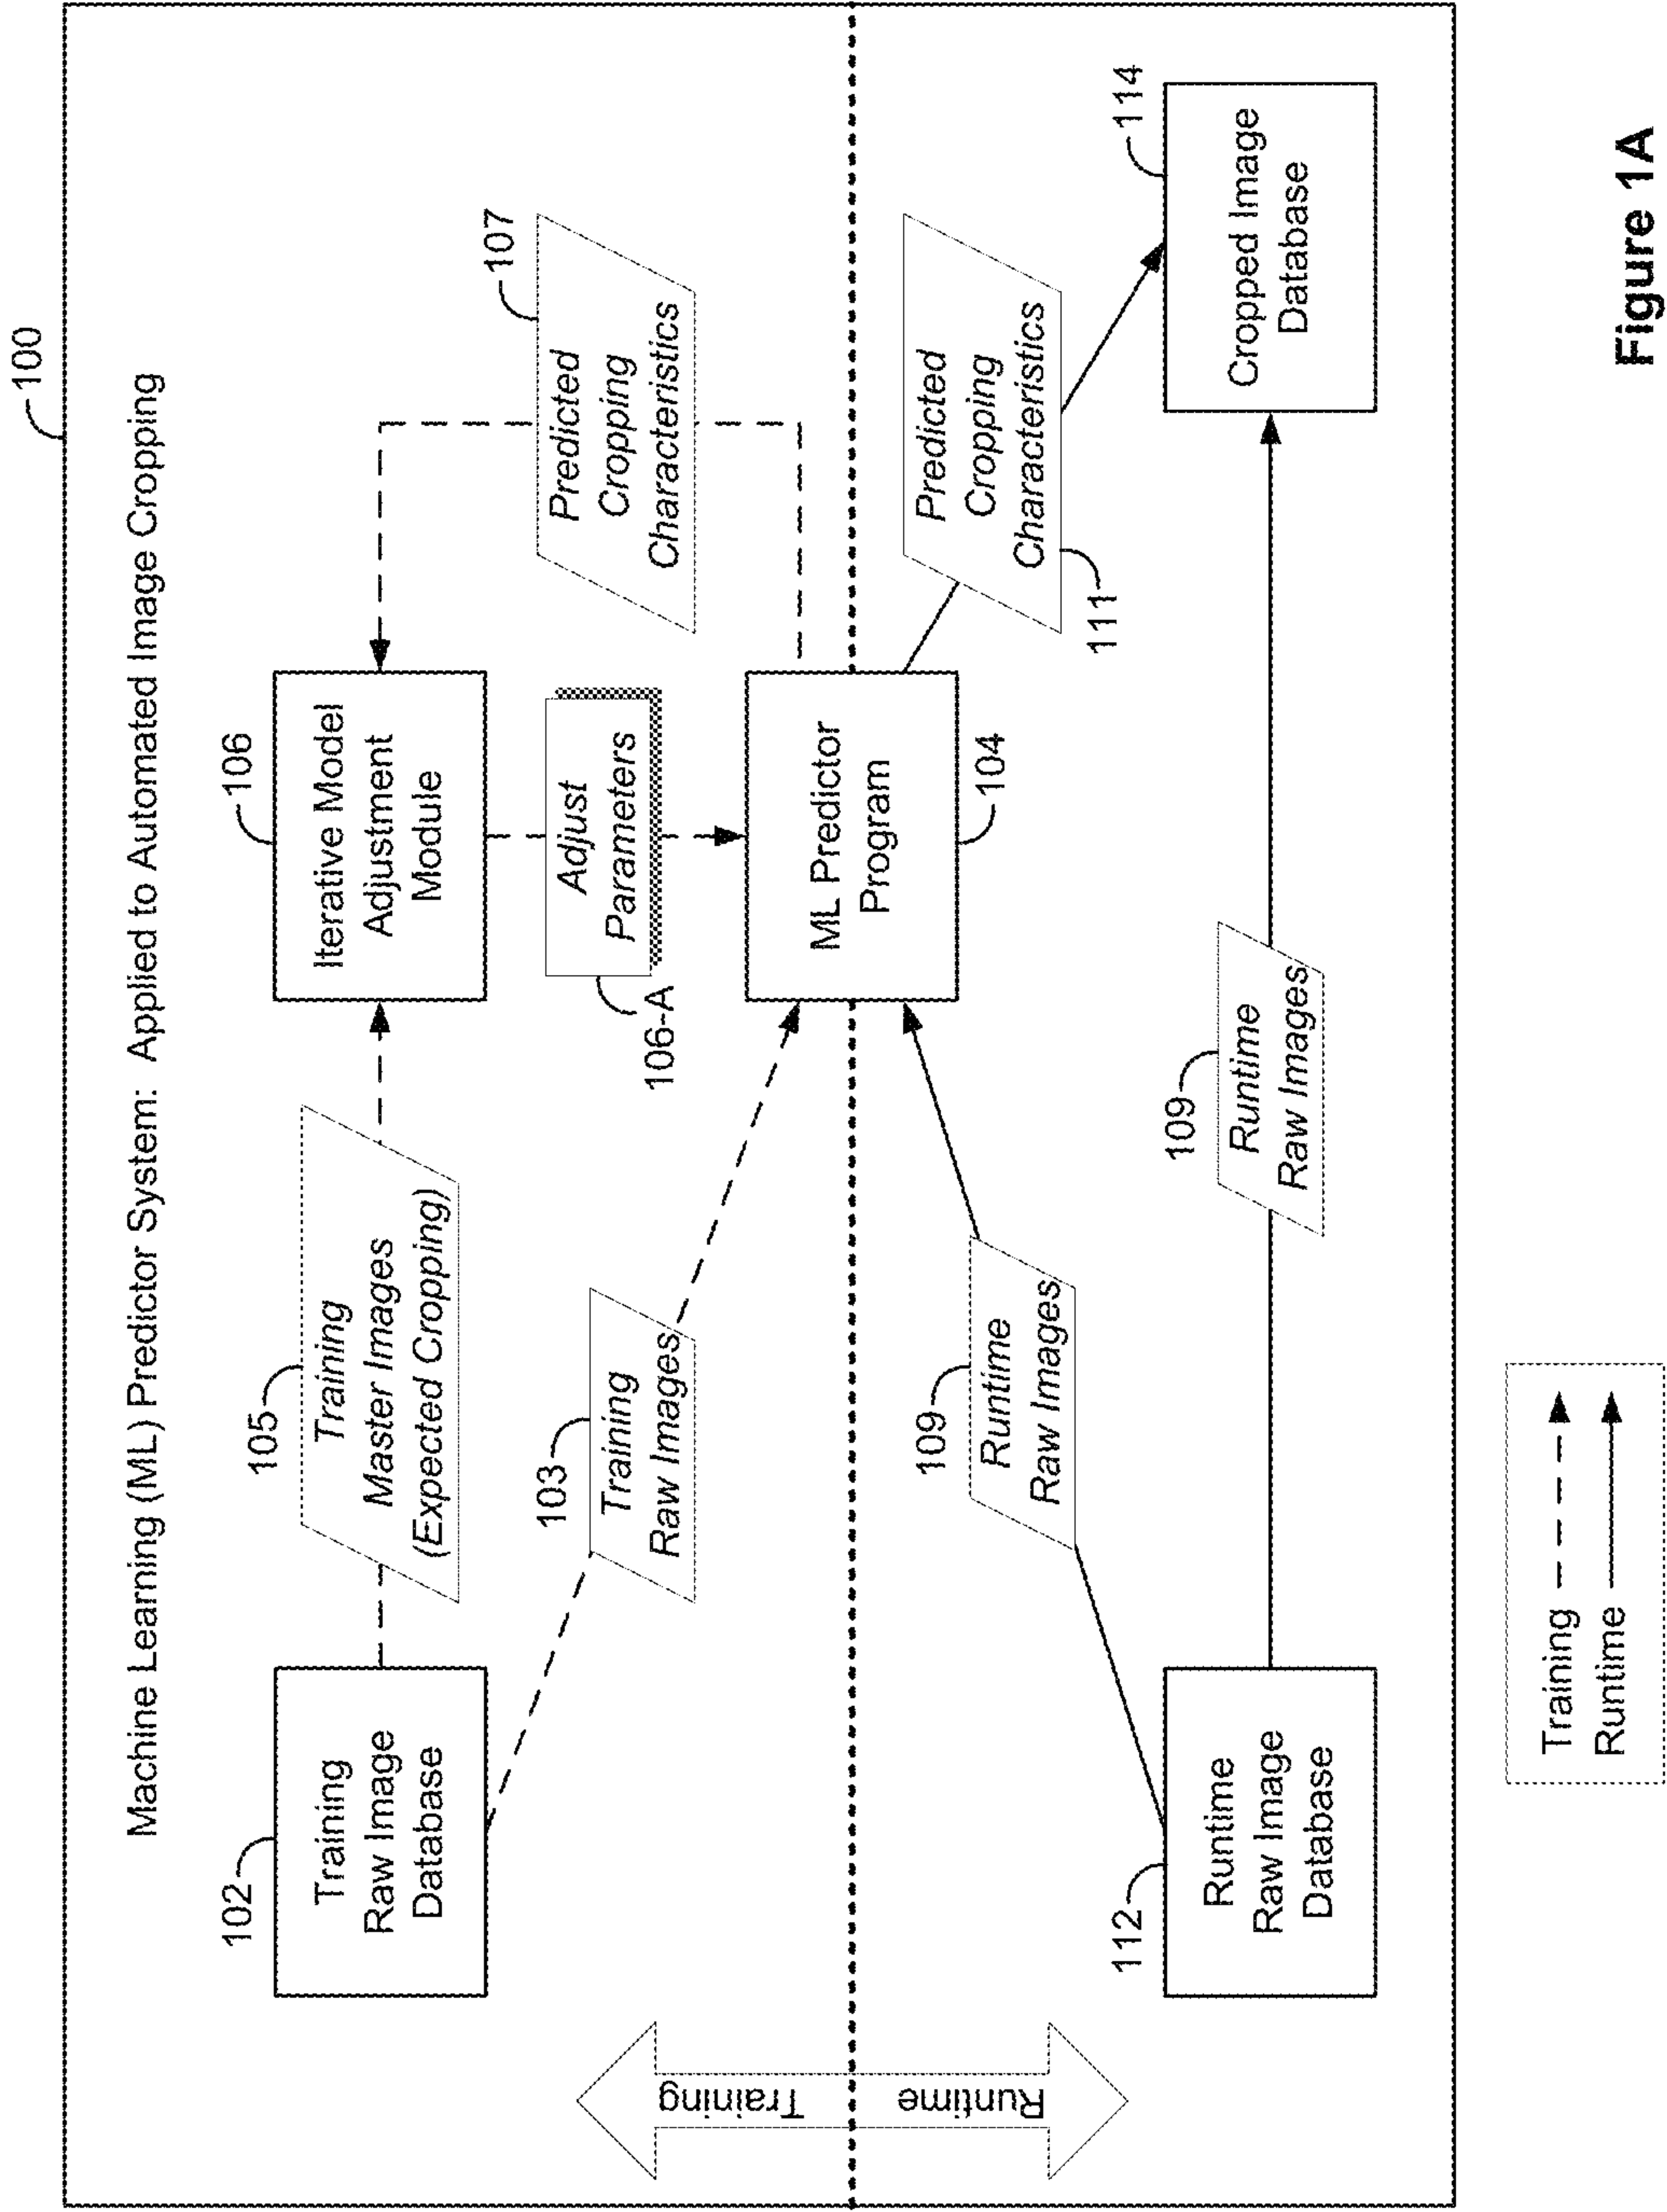 100
Machine Learning (ML) Predictor System: Applied to Automated Image Cropping
102
Training
Raw Image
Database
105
Training
Master Images
(Expected Cropping)
106
Iterative Model
Adjustment
Module
107
Predicted
Cropping
Characteristics
103
Training
Raw Images
106-A
Adjust
Parameters
Training
Runtime
ML Predictor
Program
104
109
Runtime
Raw Images
Predicted
Cropping
Characteristics
111
112
Runtime
Raw Image
Database
109
Runtime
Raw Images
114
Cropped Image
Database
Training
Runtime
Figure 1A